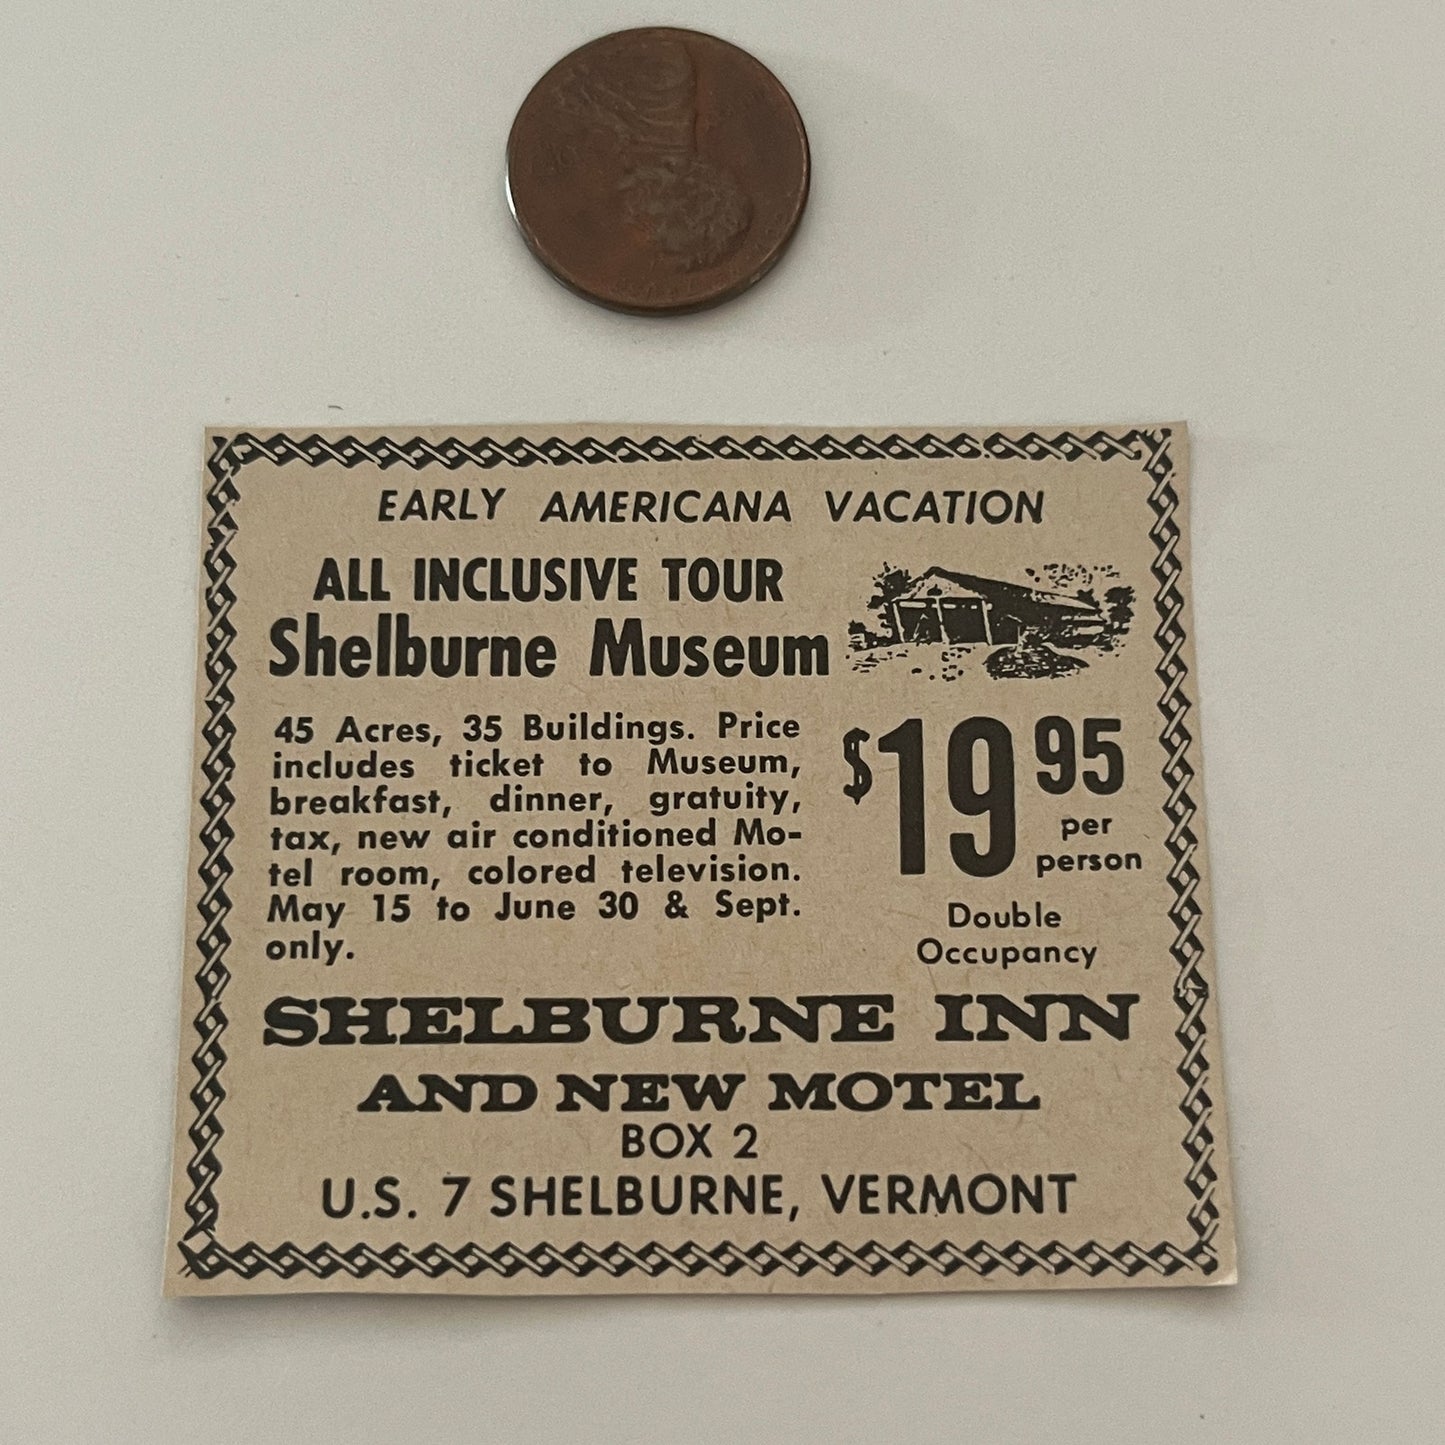 EARLY AMERICANA VACATION
ALL INCLUSIVE TOUR
Shelburne Museum
45 Acres, 35 Buildings. Price
includes ticket to Museum,
breakfast, dinner, gratuity,
tax, new air conditioned Mo-
tel room, colored television.
May 15 to June 30 & Sept.
only.
$19 95
per
person
Double
Occupancy
SHELBURNE INN
AND NEW MOTEL
BOX 2
U.S. 7 SHELBURNE, VERMONT